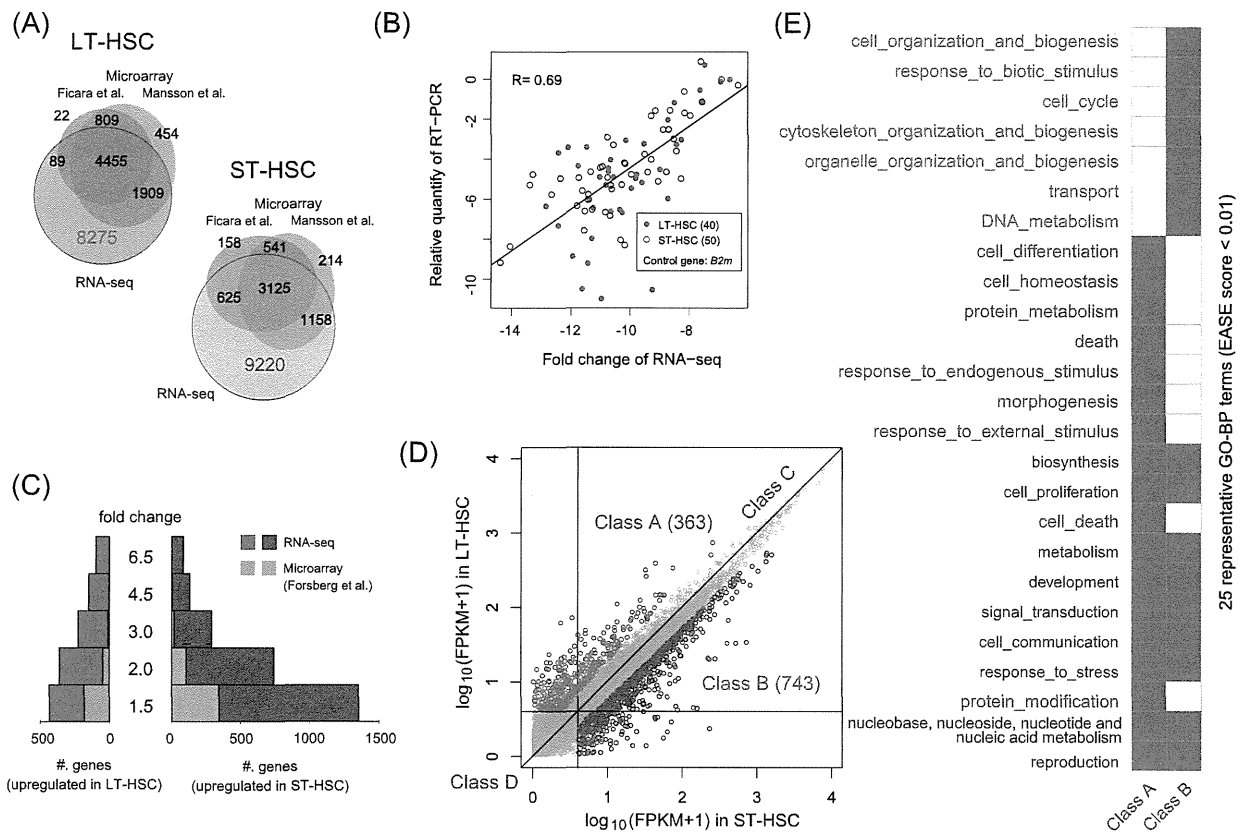 (A)
LT-HSC
Microarray
Ficara et al.
Mansson et al.
22
809
454
89
4455
1909
8275
RNA-seq
ST-HSC
Microarray
Ficara et al.
Mansson et al.
158
541
214
625
3125
1158
9220
RNA-seq
(B)
Relative quantify of RT-PCR
0
-2
-4
-6
-8
-10
R= 0.69
LT-HSC (40)
ST-HSC (50)
Control gene: B2m
-14
-12
-10
-8
Fold change of RNA-seq
(C)
fold change
6.5
4.5
3.0
2.0
1.5
RNA-seq
Microarray
(Forsberg et al.)
500
0
0
500
1000
1500
#. genes
(upregulated in LT-HSC)
#. genes
(upregulated in ST-HSC)
(D)
log10(FPKM+1) in LT-HSC
4
3
2
1
0
Class A (363)
Class C
Class B (743)
Class D
0
1
2
3
4
log10(FPKM+1) in ST-HSC
(E)
cell_organization_and_biogenesis
response_to_biotic_stimulus
cell_cycle
cytoskeleton_organization_and_biogenesis
organelle_organization_and_biogenesis
transport
DNA_metabolism
cell_differentiation
cell_homeostasis
protein_metabolism
death
response_to_endogenous_stimulus
morphogenesis
response_to_external_stimulus
biosynthesis
cell_proliferation
cell_death
metabolism
development
signal_transduction
cell_communication
response_to_stress
protein_modification
nucleobase, nucleoside, nucleotide and
nucleic acid metabolism
reproduction
Class A
Class B
25 representative GO-BP terms (EASE score < 0.01)